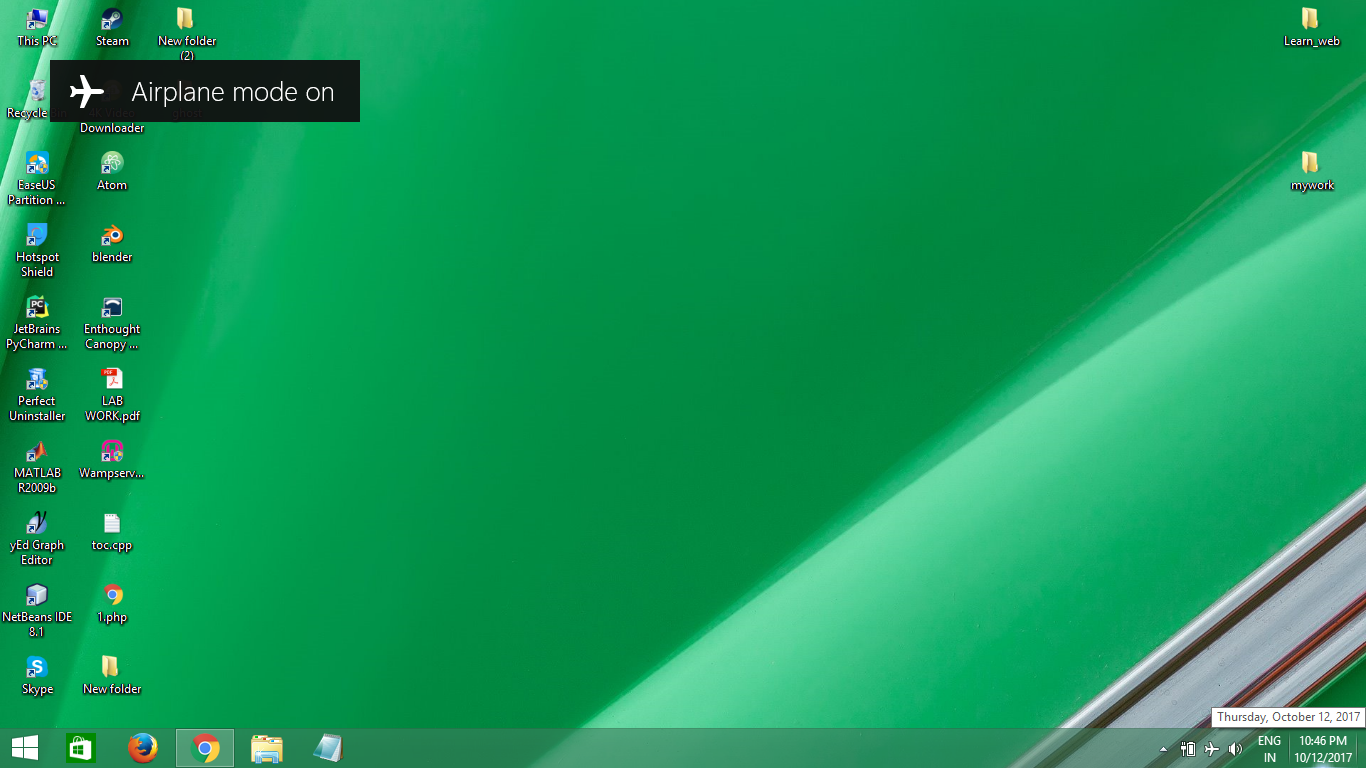 This PC
Steam
New folder
(2)
Learn_web
Airplane mode on
Recycle
Downloader
EaseUS
Partition ...
Atom
mywork
Hotspot
Shield
blender
JetBrains
PyCharm ...
Enthought
Canopy ...
Perfect
Uninstaller
LAB
WORK.pdf
MATLAB
R2009b
Wampserv...
yEd Graph
Editor
toc.cpp
NetBeans IDE
8.1
1.php
Skype
New folder
Thursday, October 12, 2017
ENG
IN
10:46 PM
10/12/2017